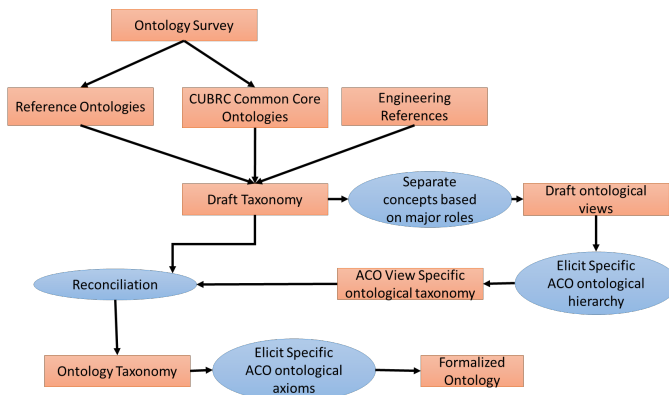 Ontology Survey
Reference Ontologies
CUBRC Common Core
Ontologies
Engineering
References
Draft Taxonomy
Separate
concepts based
on major roles
Draft ontological
views
Reconciliation
ACO View Specific
ontological taxonomy
Elicit Specific
ACO ontological
hierarchy
Ontology Taxonomy
Elicit Specific
ACO ontological
axioms
Formalized
Ontology